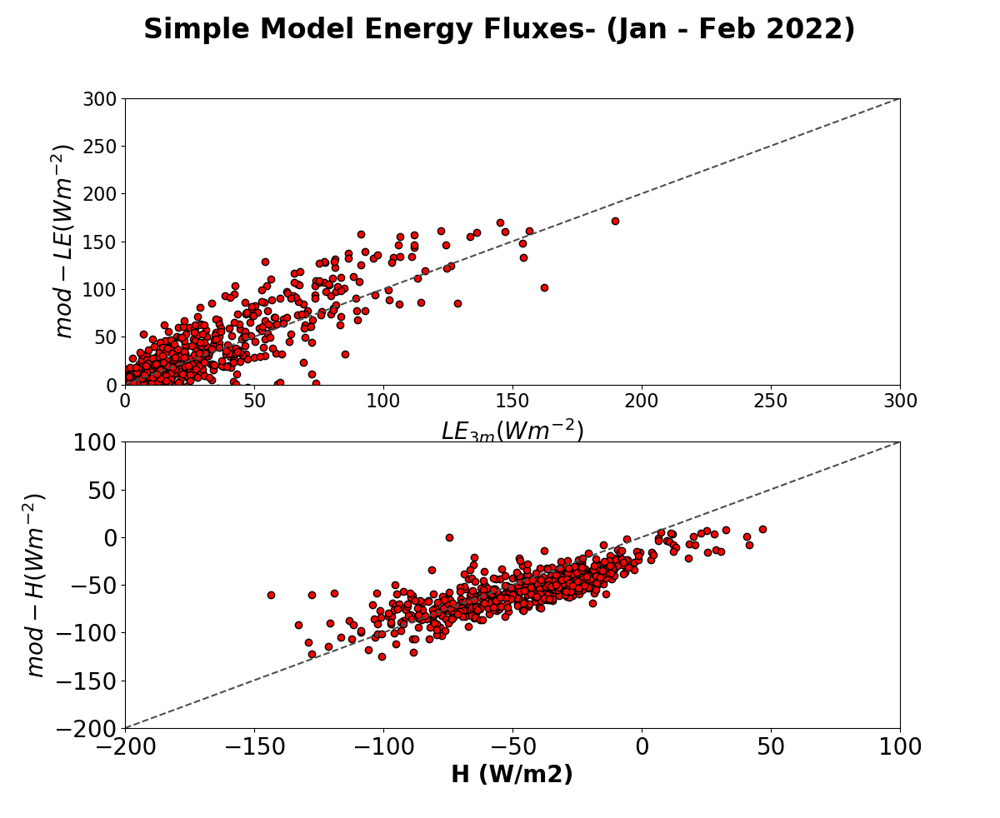 Simple Model Energy Fluxes- (Jan - Feb 2022)
300
250
200
150
100
50
0
mod − LE(Wm⁻²)
0 50 100 150 200 250 300
LE₃ₘ(Wm⁻²)
100
50
0
−50
−100
−150
−200
mod − H(Wm⁻²)
−200 −150 −100 −50 0 50 100
H (W/m2)